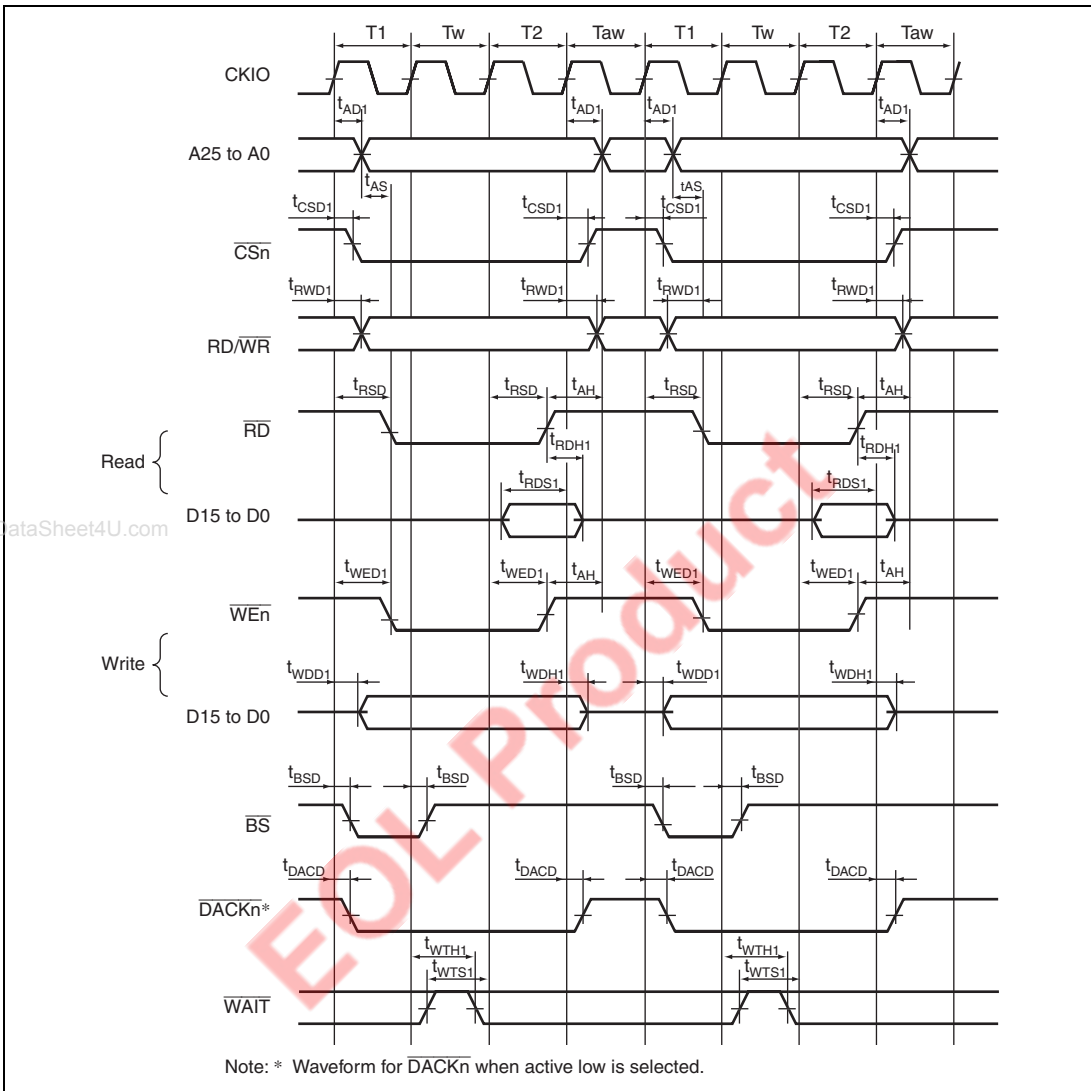 T1 Tw T2 Taw T1 Tw T2 Taw
CKIO
tAD1 tAD1 tAD1 tAD1
A25 to A0
tAS tAS
tCSD1 tCSD1 tCSD1 tCSD1
CSn
tRWD1 tRWD1 tRWD1 tRWD1
RD/WR
tRSD tRSD tAH tRSD tRSD tAH
RD
tRDH1 tRDH1
Read
tRDS1 tRDS1
D15 to D0
DataSheet4U.com
tWED1 tWED1 tAH tWED1 tWED1 tAH
WEn
Write
tWDD1 tWDH1 tWDD1 tWDH1
D15 to D0
tBSD tBSD tBSD tBSD
BS
tDACD tDACD tDACD tDACD
DACKn*
tWTH1 tWTH1
tWTS1 tWTS1
WAIT
EOL Product
Note: * Waveform for DACKn when active low is selected.